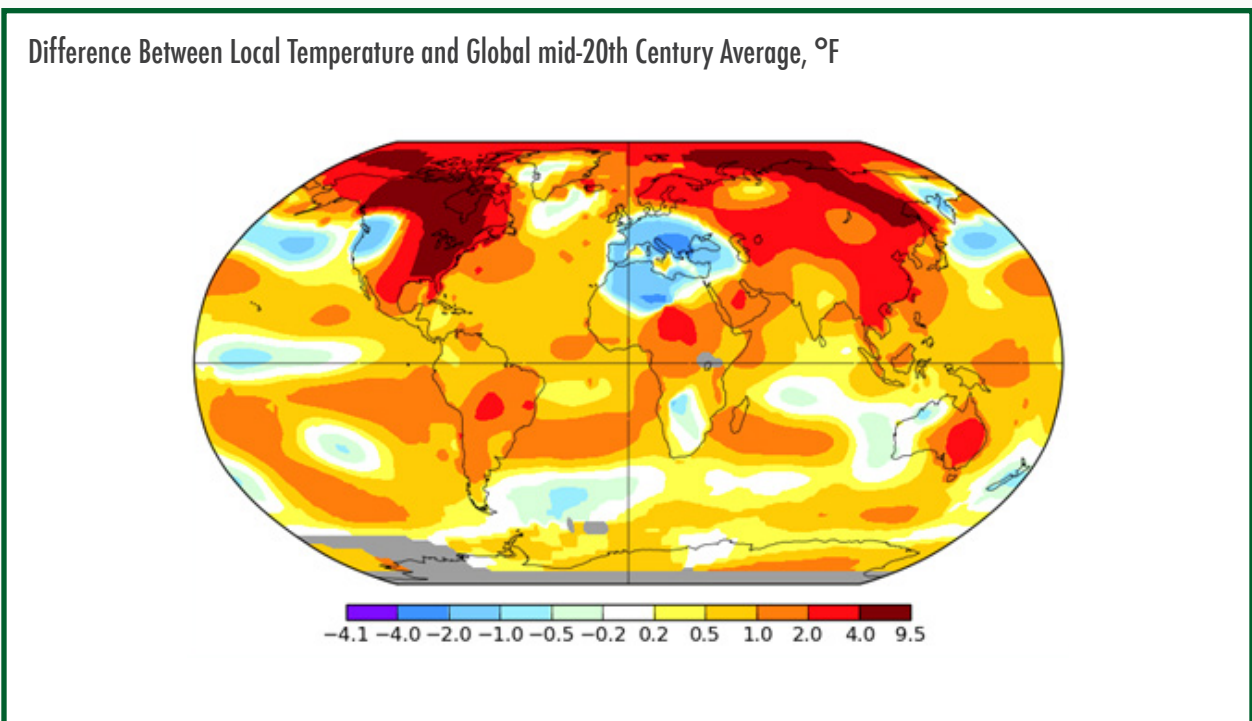 Difference Between Local Temperature and Global mid-20th Century Average, °F
−4.1 −4.0 −2.0 −1.0 −0.5 −0.2 0.2 0.5 1.0 2.0 4.0 9.5